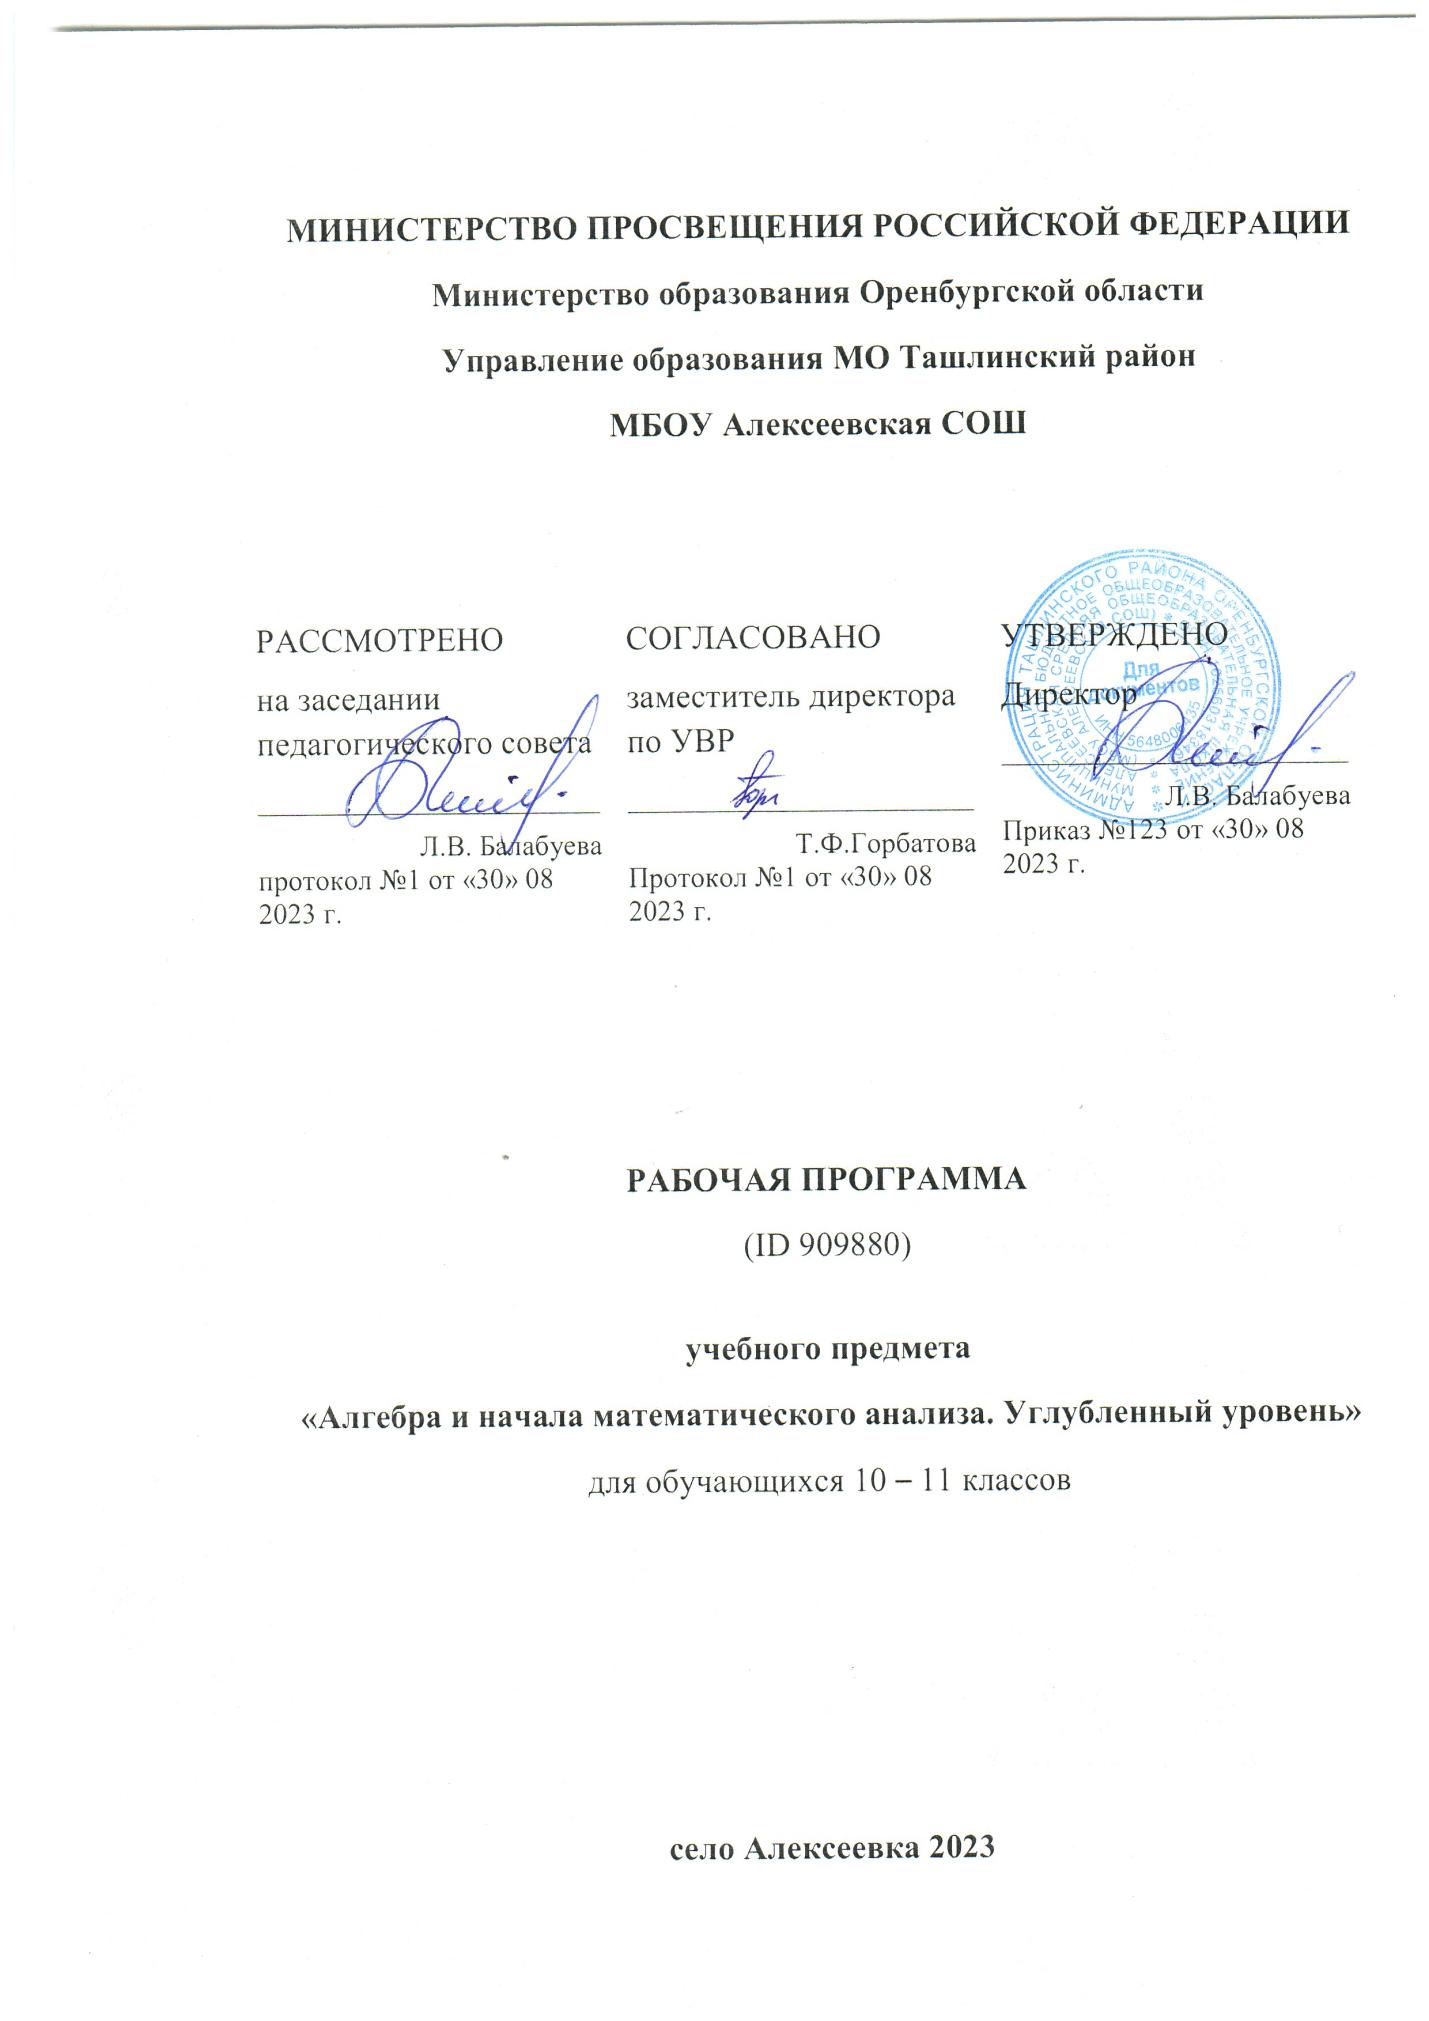 МИНИСТЕРСТВО ПРОСВЕЩЕНИЯ РОССИЙСКОЙ ФЕДЕРАЦИИ
Министерство образования Оренбургской области
Управление образования МО Ташлинский район
МБОУ Алексеевская СОШ
РАССМОТРЕНО
на заседании
педагогического совета
Л.В. Балабуева
протокол №1 от «30» 08
2023 г.
СОГЛАСОВАНО
заместитель директора
по УВР
Т.Ф.Горбатова
Протокол №1 от «30» 08
2023 г.
УТВЕРЖДЕНО
Директор
Л.В. Балабуева
Приказ №123 от «30» 08
2023 г.
Для
документов
РАБОЧАЯ ПРОГРАММА
(ID 909880)
учебного предмета
«Алгебра и начала математического анализа. Углубленный уровень»
для обучающихся 10 – 11 классов
село Алексеевка 2023